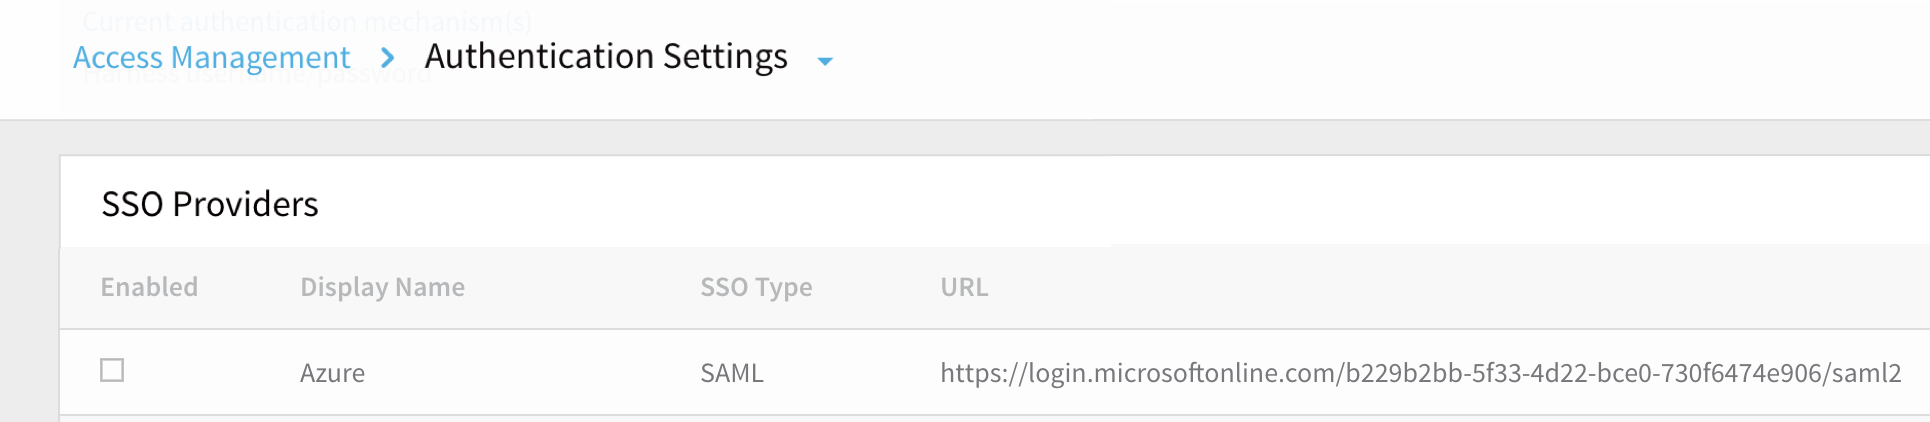 Current authentication mechanism(s)
Access Management > Authentication Settings
Harness username/password
SSO Providers
Enabled Display Name SSO Type URL
Azure SAML https://login.microsoftonline.com/b229b2bb-5f33-4d22-bce0-730f6474e906/saml2